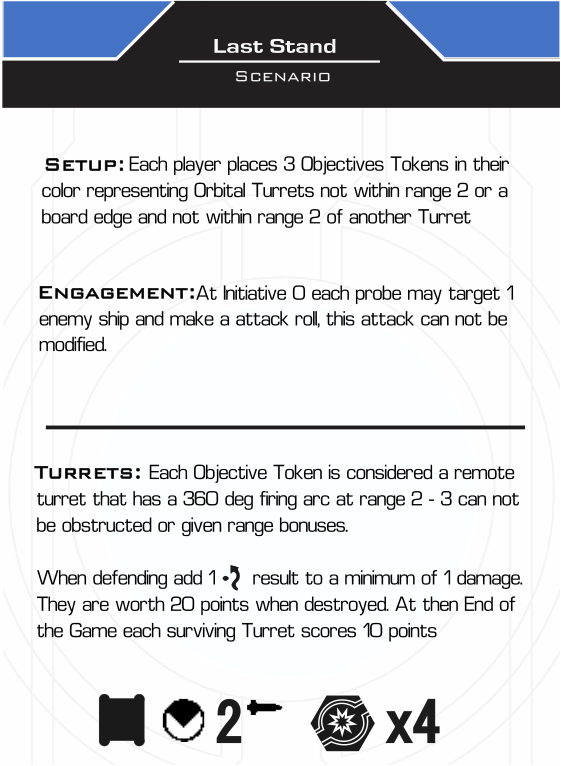 Last Stand
Scenario
Setup: Each player places 3 Objectives Tokens in their
color representing Orbital Turrets not within range 2 or a
board edge and not within range 2 of another Turret
Engagement:At Initiative 0 each probe may target 1
enemy ship and make a attack roll, this attack can not be
modified.
Turrets: Each Objective Token is considered a remote
turret that has a 360 deg firing arc at range 2 - 3 can not
be obstructed or given range bonuses.
When defending add 1 result to a minimum of 1 damage.
They are worth 20 points when destroyed. At then End of
the Game each surviving Turret scores 10 points
2 x4